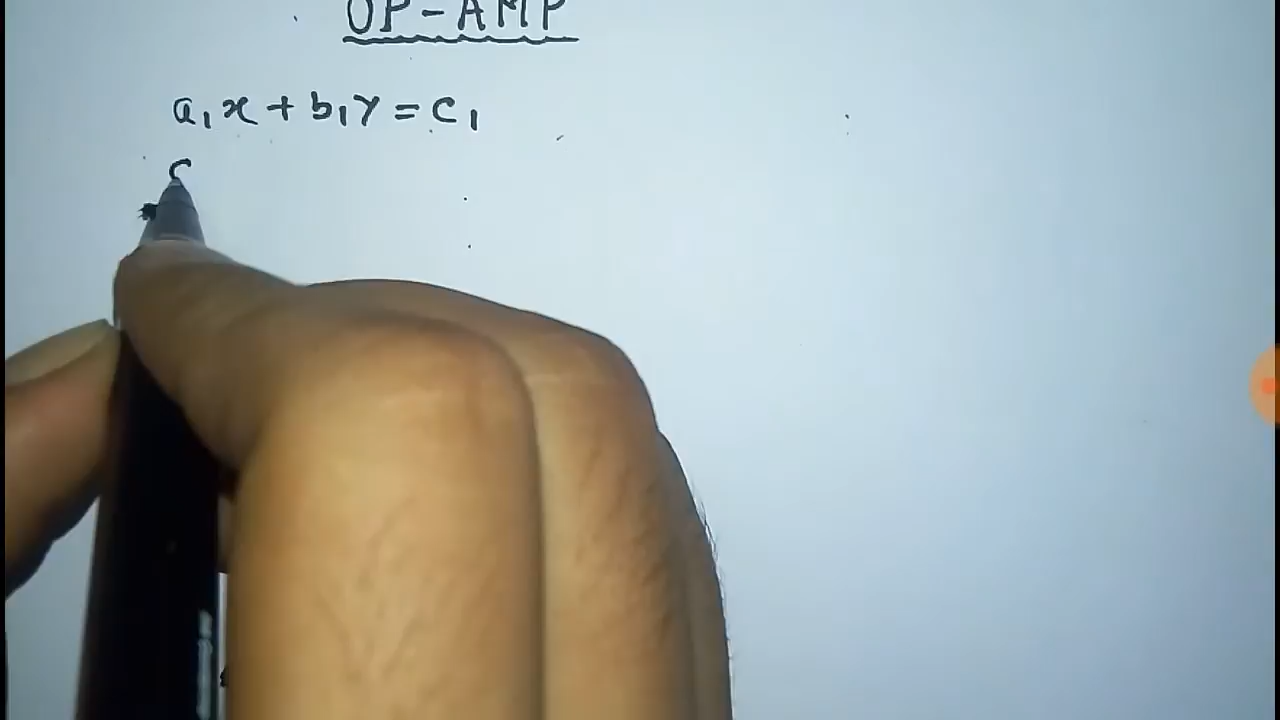 OP-AMP
a₁x + b₁y = c₁